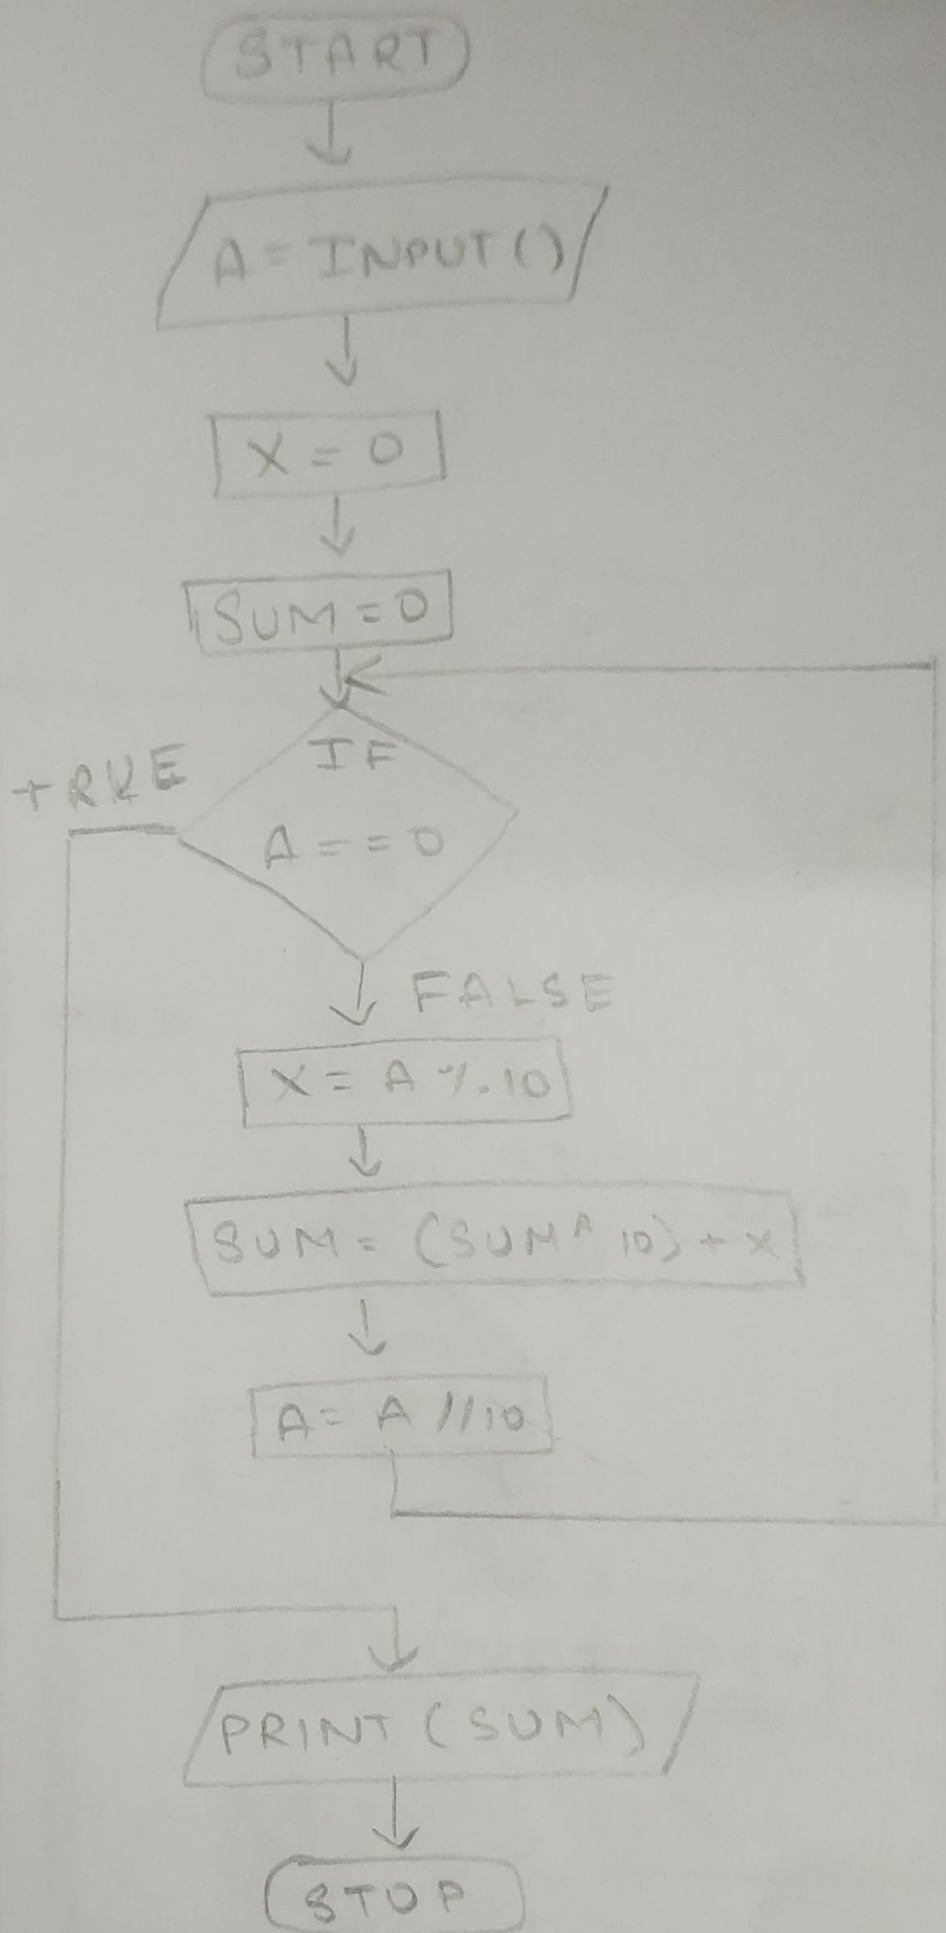 START
A = INPUT ()
X = 0
SUM = 0
IF
TRUE
A = = 0
FALSE
X = A % 10
SUM = (SUM * 10) + X
A = A // 10
PRINT (SUM)
STOP